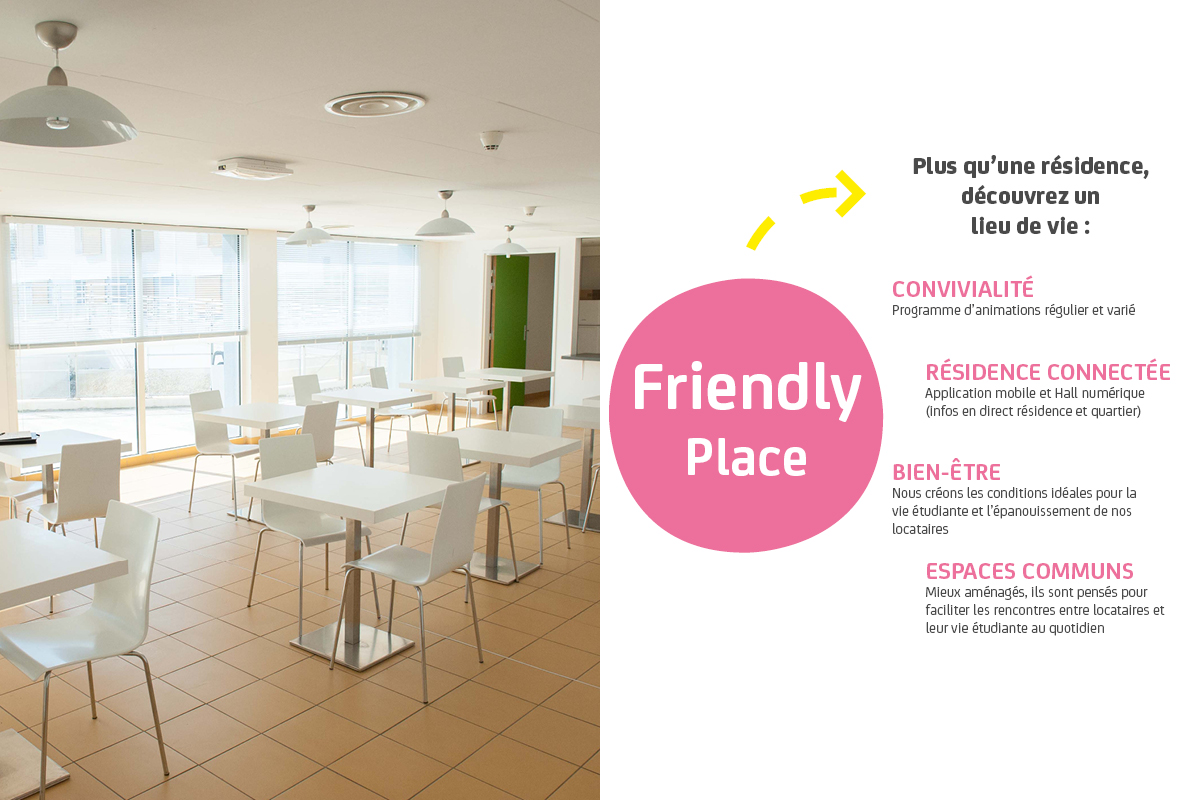 Plus qu’une résidence,
découvrez un
lieu de vie :
Friendly
Place
CONVIVIALITÉ
Programme d’animations régulier et varié
RÉSIDENCE CONNECTÉE
Application mobile et Hall numérique
(Infos en direct résidence et quartier)
BIEN-ÊTRE
Nous créons les conditions idéales pour la
vie étudiante et l’épanouissement de nos
locataires
ESPACES COMMUNS
Mieux aménagés, ils sont pensés pour
faciliter les rencontres entre locataires et
leur vie étudiante au quotidien